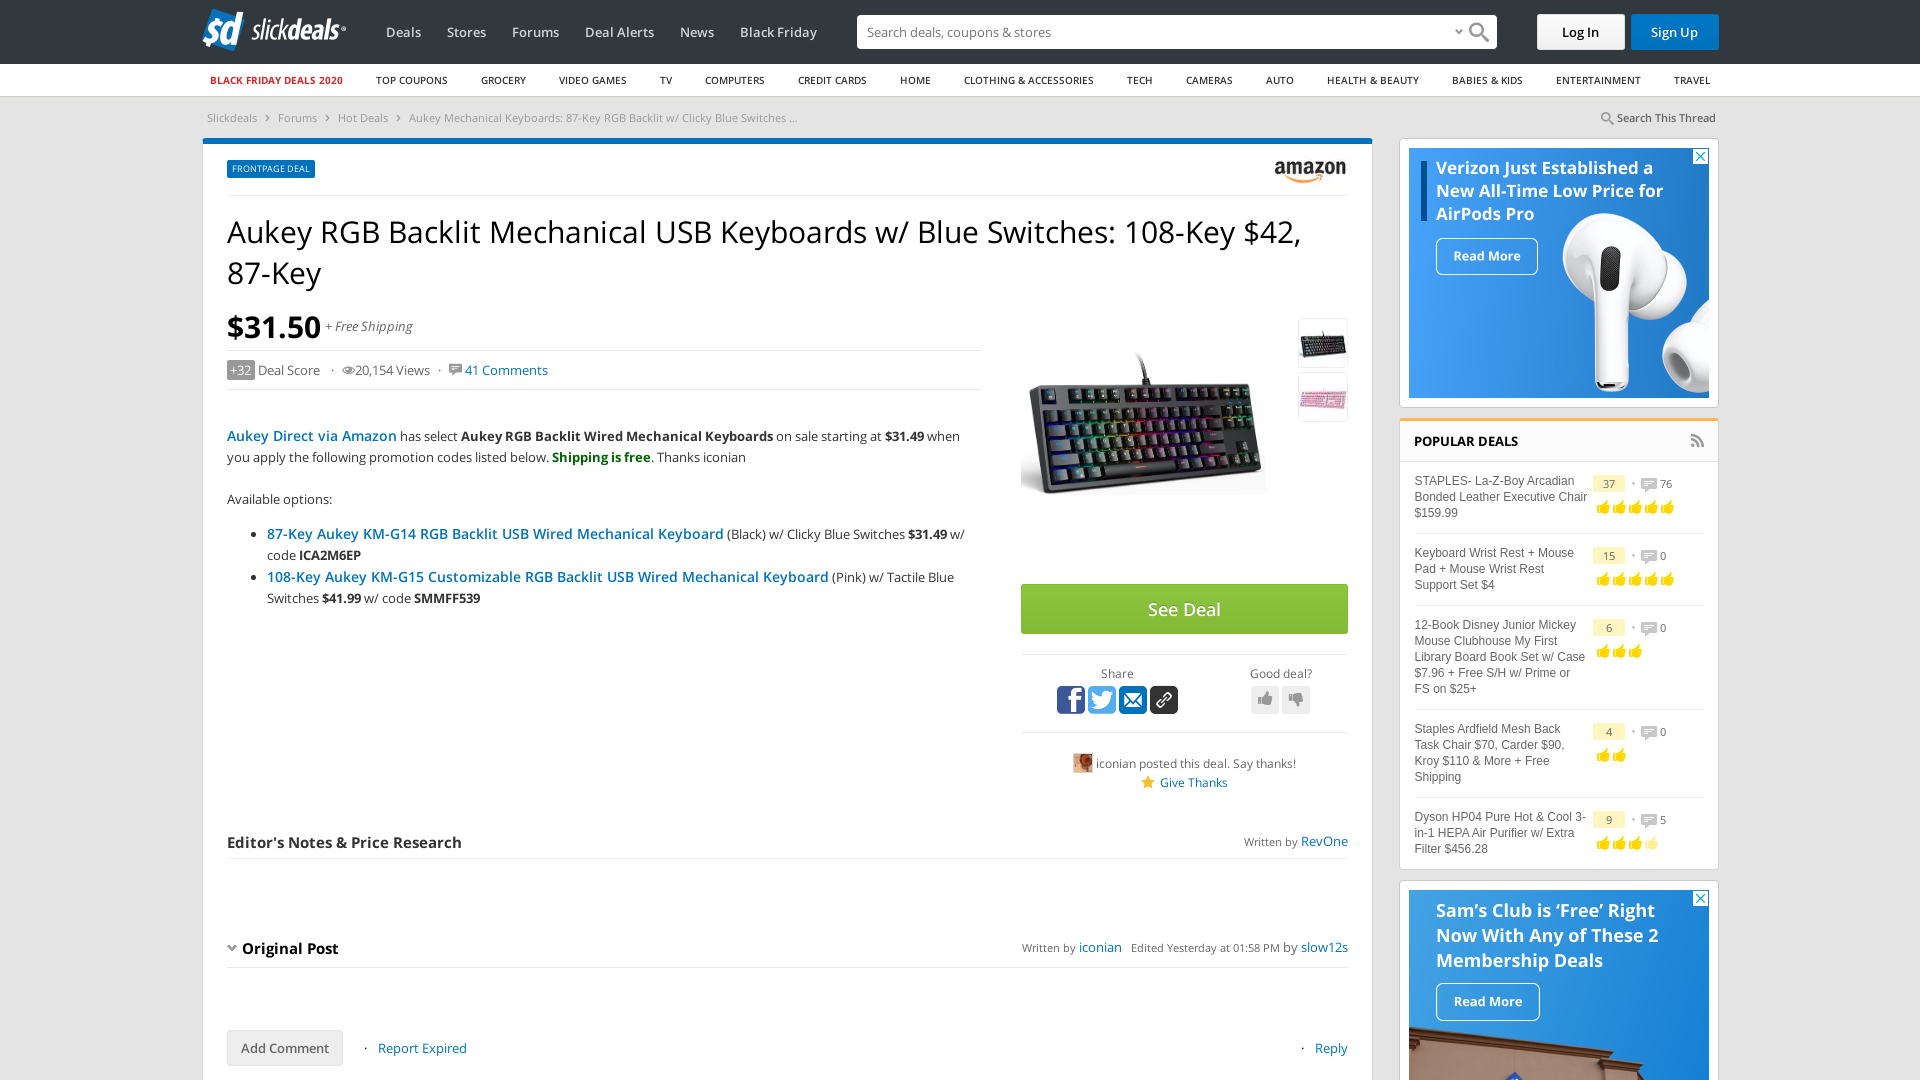 slickdeals
Deals
Stores
Forums
Deal Alerts
News
Black Friday
Search deals, coupons & stores
Log In
Sign Up
BLACK FRIDAY DEALS 2020
TOP COUPONS
GROCERY
VIDEO GAMES
TV
COMPUTERS
CREDIT CARDS
HOME
CLOTHING & ACCESSORIES
TECH
CAMERAS
AUTO
HEALTH & BEAUTY
BABIES & KIDS
ENTERTAINMENT
TRAVEL
Slickdeals › Forums › Hot Deals › Aukey Mechanical Keyboards: 87-Key RGB Backlit w/ Clicky Blue Switches ...
Search This Thread
FRONTPAGE DEAL
amazon
Aukey RGB Backlit Mechanical USB Keyboards w/ Blue Switches: 108-Key $42,
87-Key
$31.50 + Free Shipping
+32 Deal Score · 20,154 Views · 41 Comments
Aukey Direct via Amazon has select Aukey RGB Backlit Wired Mechanical Keyboards on sale starting at $31.49 when
you apply the following promotion codes listed below. Shipping is free. Thanks iconian
Available options:
• 87-Key Aukey KM-G14 RGB Backlit USB Wired Mechanical Keyboard (Black) w/ Clicky Blue Switches $31.49 w/
code ICA2M6EP
• 108-Key Aukey KM-G15 Customizable RGB Backlit USB Wired Mechanical Keyboard (Pink) w/ Tactile Blue
Switches $41.99 w/ code SMMFF539
See Deal
Share
Good deal?
iconian posted this deal. Say thanks!
Give Thanks
Editor's Notes & Price Research
Written by RevOne
Original Post
Written by iconian Edited Yesterday at 01:58 PM by slow12s
Add Comment
· Report Expired
· Reply
Verizon Just Established a
New All-Time Low Price for
AirPods Pro
Read More
POPULAR DEALS
STAPLES- La-Z-Boy Arcadian
Bonded Leather Executive Chair
$159.99
37 • 76
Keyboard Wrist Rest + Mouse
Pad + Mouse Wrist Rest
Support Set $4
15 • 0
12-Book Disney Junior Mickey
Mouse Clubhouse My First
Library Board Book Set w/ Case
$7.96 + Free S/H w/ Prime or
FS on $25+
6 • 0
Staples Ardfield Mesh Back
Task Chair $70, Carder $90,
Kroy $110 & More + Free
Shipping
4 • 0
Dyson HP04 Pure Hot & Cool 3-
in-1 HEPA Air Purifier w/ Extra
Filter $456.28
9 • 5
Sam's Club is 'Free' Right
Now With Any of These 2
Membership Deals
Read More